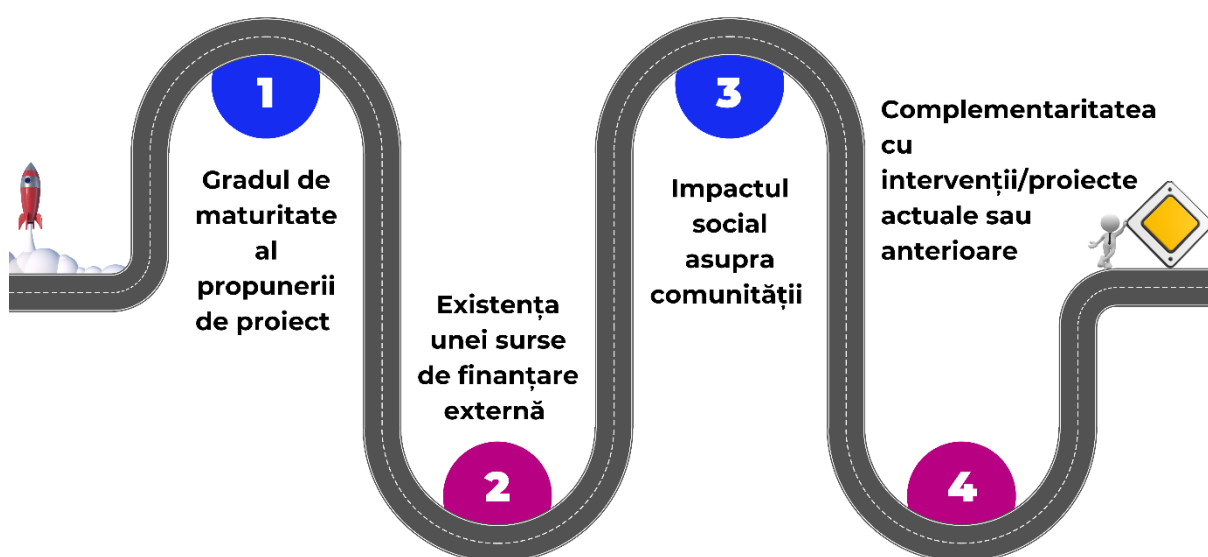 1
Gradul de
maturitate
al
propunerii
de proiect
2
Existența
unei surse
de finanțare
externă
3
Impactul
social
asupra
comunității
4
Complementaritatea
cu
intervenții/proiecte
actuale sau
anterioare